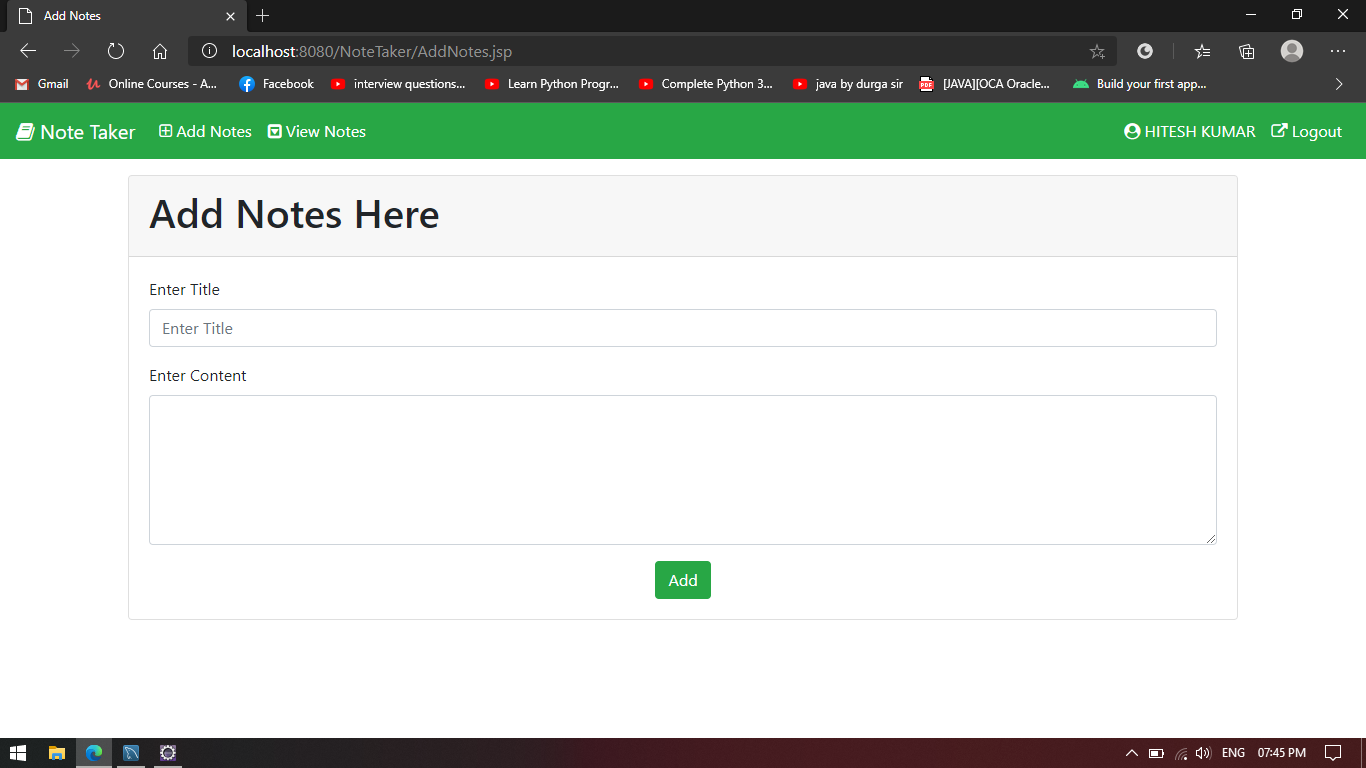 Add Notes
localhost:8080/NoteTaker/AddNotes.jsp
Gmail Online Courses - A... Facebook interview questions... Learn Python Progr... Complete Python 3... java by durga sir PDF [JAVA][OCA Oracle... Build your first app...
Note Taker Add Notes View Notes HITESH KUMAR Logout
Add Notes Here
Enter Title
Enter Title
Enter Content
Add
ENG 07:45 PM